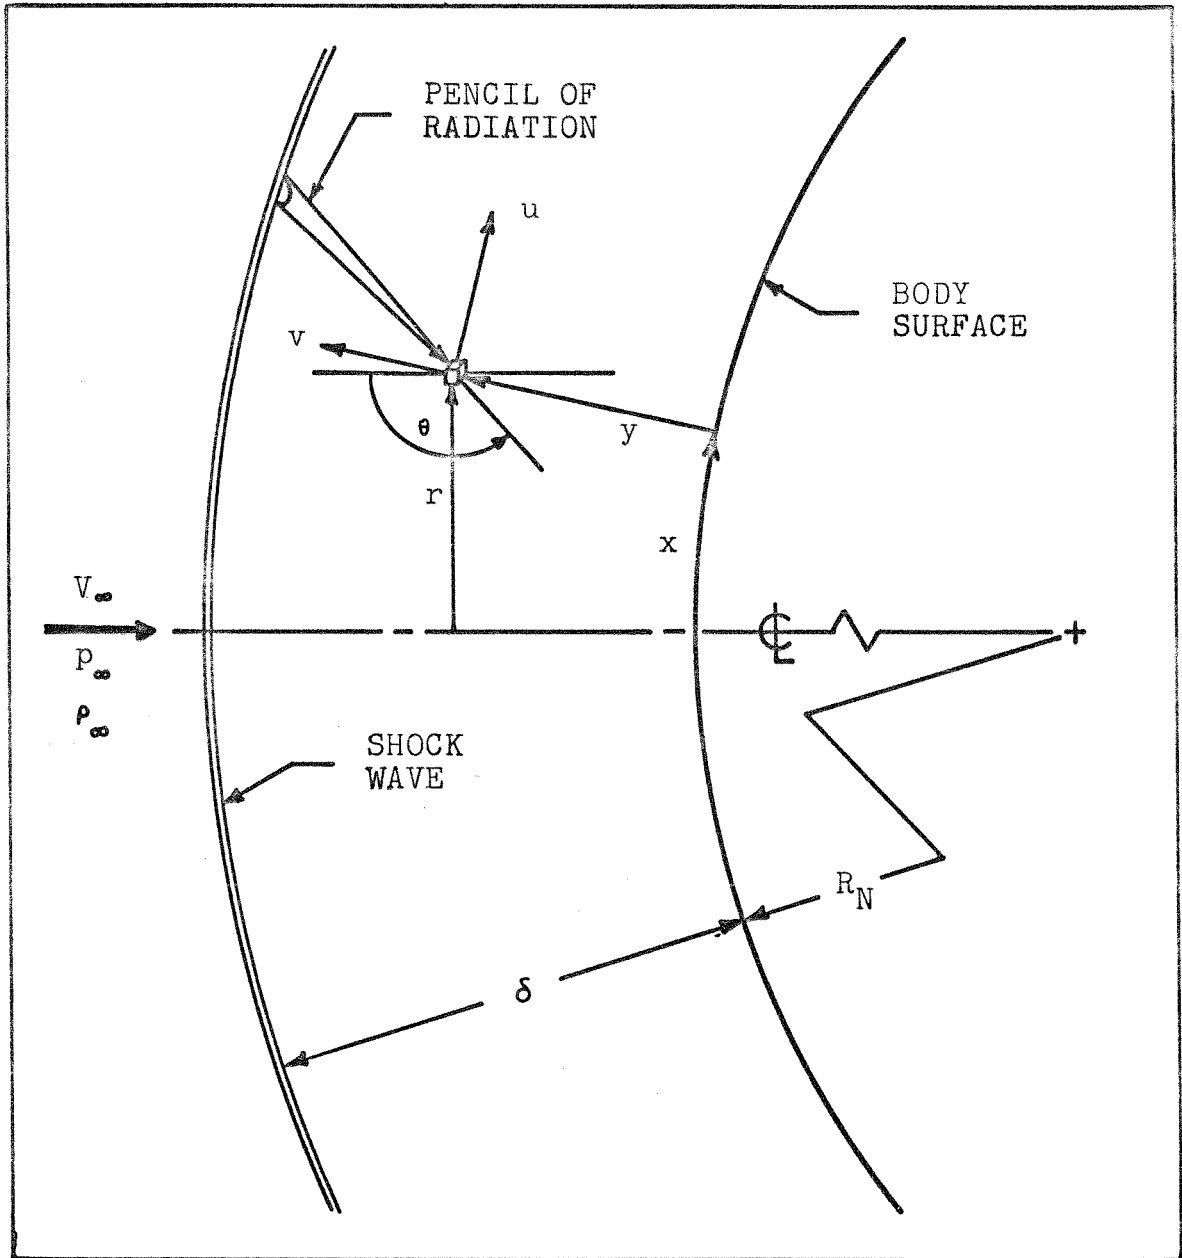 PENCIL OF
RADIATION
u
v
BODY
SURFACE
θ
y
r
x
V∞
p∞
ρ∞
℄
SHOCK
WAVE
R_N
δ